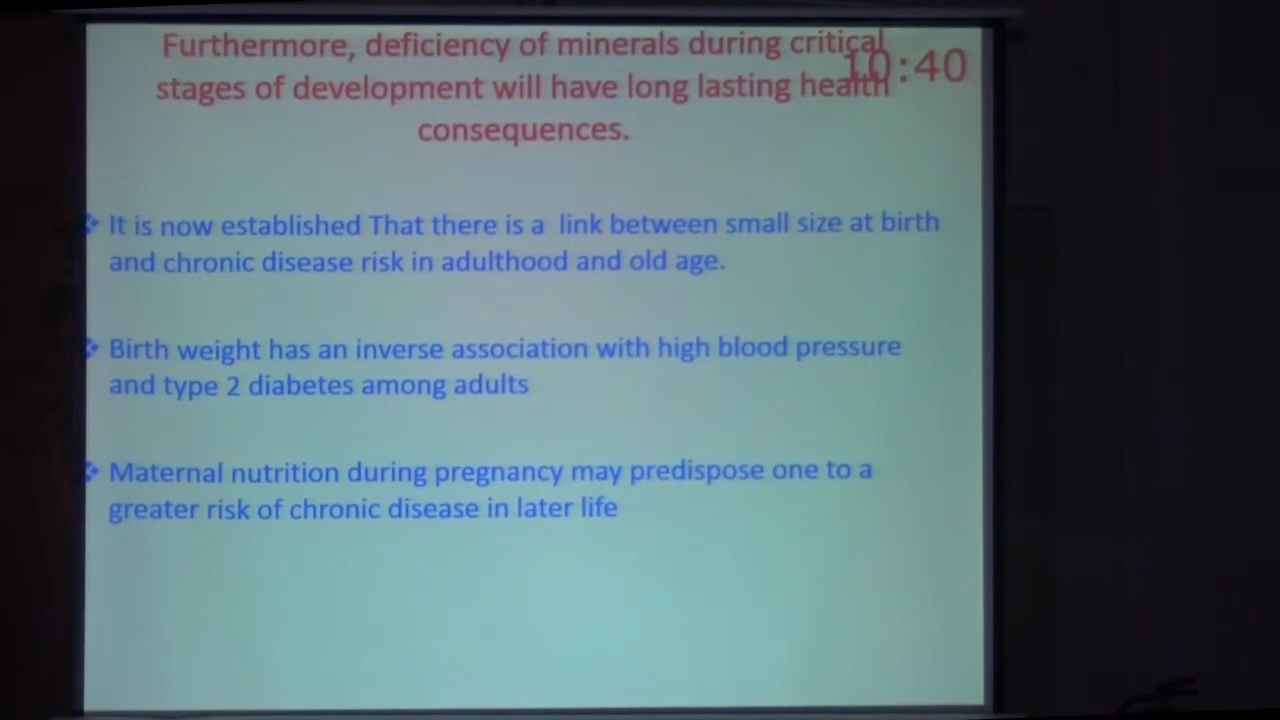 Furthermore, deficiency of minerals during critical
10:40
stages of development will have long lasting health
consequences.
It is now established That there is a link between small size at birth
and chronic disease risk in adulthood and old age.
Birth weight has an inverse association with high blood pressure
and type 2 diabetes among adults
Maternal nutrition during pregnancy may predispose one to a
greater risk of chronic disease in later life